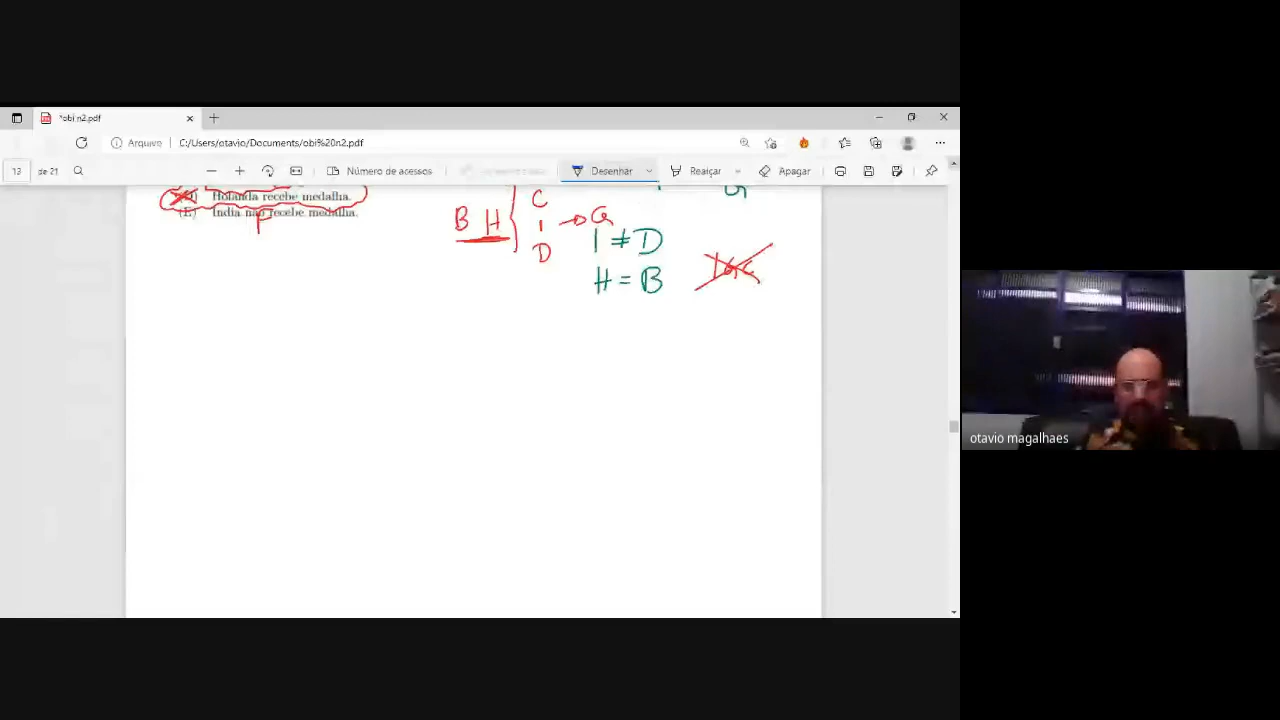 *obi n2.pdf
Arquivo C:/Users/otavio/Documents/obi%20n2.pdf
13 de 21 Número de acessos Desenhar Realçar Apagar
Holanda recebe medalha.
(E) Índia não recebe medalha.
F
B H
C
I
D
→ G
I ≠ D
H = B
otavio magalhaes